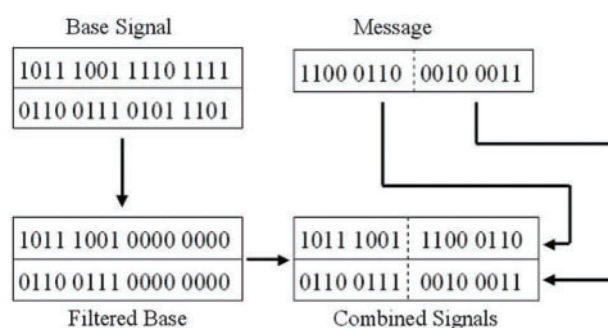 Base Signal
1011 1001 1110 1111
0110 0111 0101 1101
Message
1100 0110 0010 0011
1011 1001 0000 0000
0110 0111 0000 0000
Filtered Base
1011 1001 1100 0110
0110 0111 0010 0011
Combined Signals